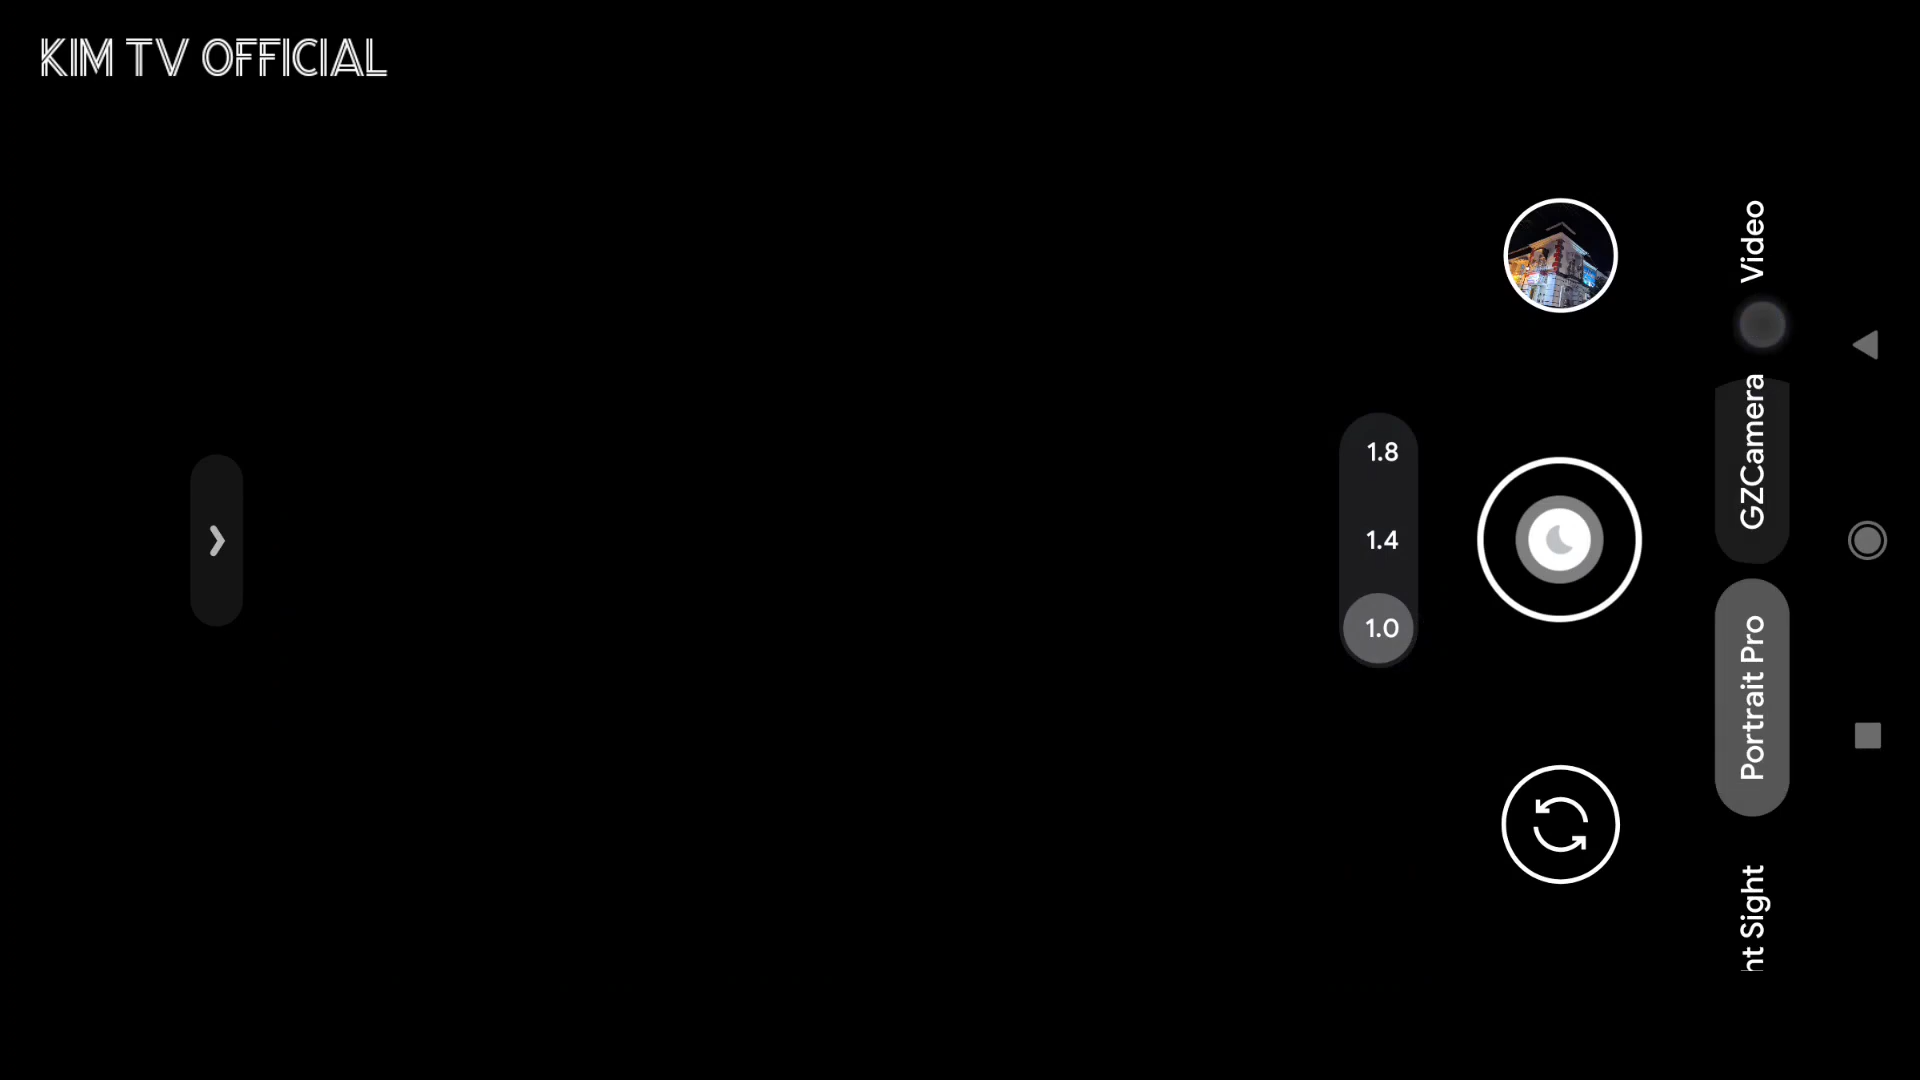 KIM TV OFFICIAL
1.8
1.4
1.0
Video
GZCamera
Portrait Pro
ht Sight